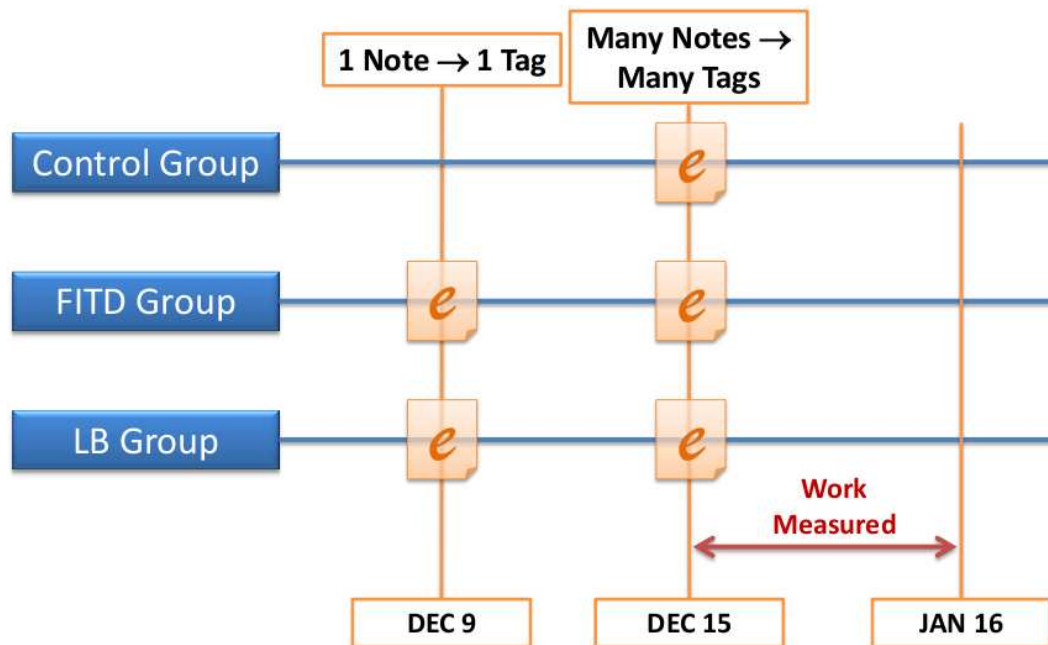 1 Note → 1 Tag
Many Notes →
Many Tags
Control Group
e
FITD Group
e
e
LB Group
e
e
Work
Measured
DEC 9
DEC 15
JAN 16